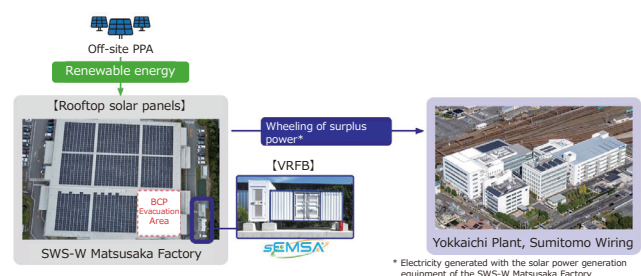 Off-site PPA
Renewable energy
【Rooftop solar panels】
Wheeling of surplus
power*
【VRFB】
BCP
Evacuation
Area
sEMSA
SWS-W Matsusaka Factory
Yokkaichi Plant, Sumitomo Wiring
* Electricity generated with the solar power generation
equipment of the SWS-W Matsusaka Factory